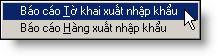 Báo cáo Tờ khai xuất nhập khẩu
Báo cáo Hàng xuất nhập khẩu